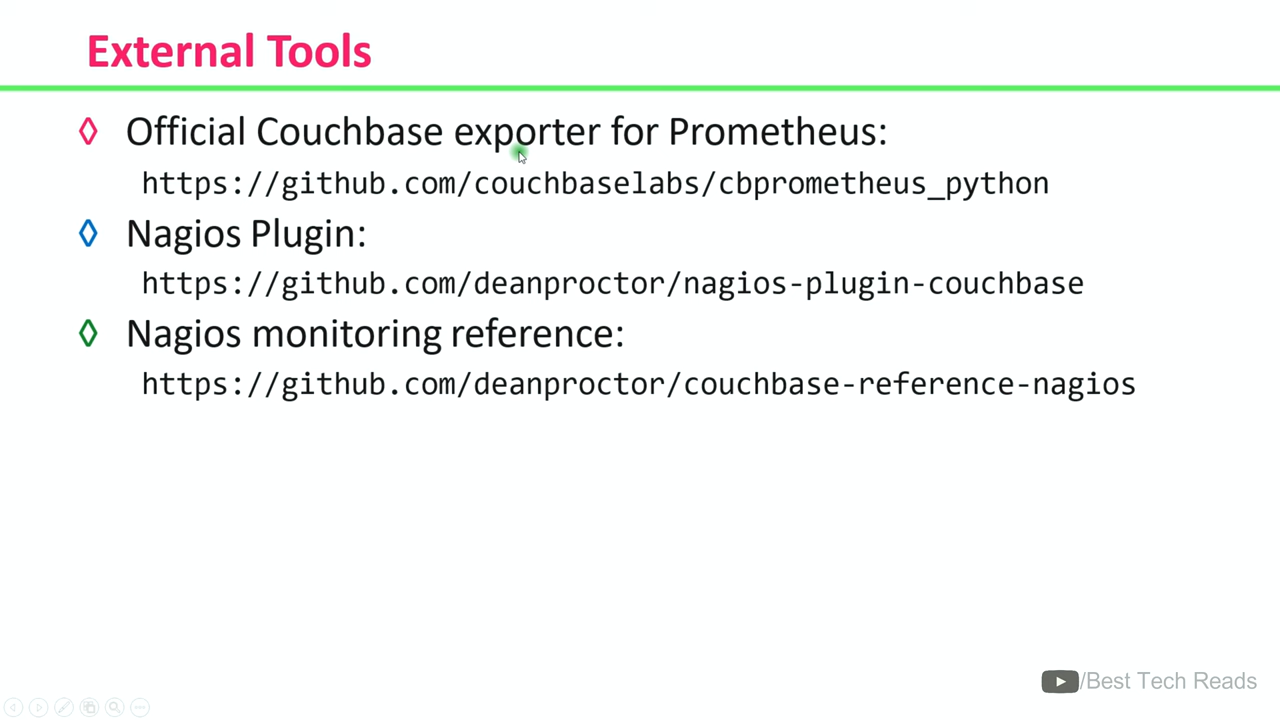 External Tools
Official Couchbase exporter for Prometheus:
https://github.com/couchbaselabs/cbprometheus_python
Nagios Plugin:
https://github.com/deanproctor/nagios-plugin-couchbase
Nagios monitoring reference:
https://github.com/deanproctor/couchbase-reference-nagios
/Best Tech Reads